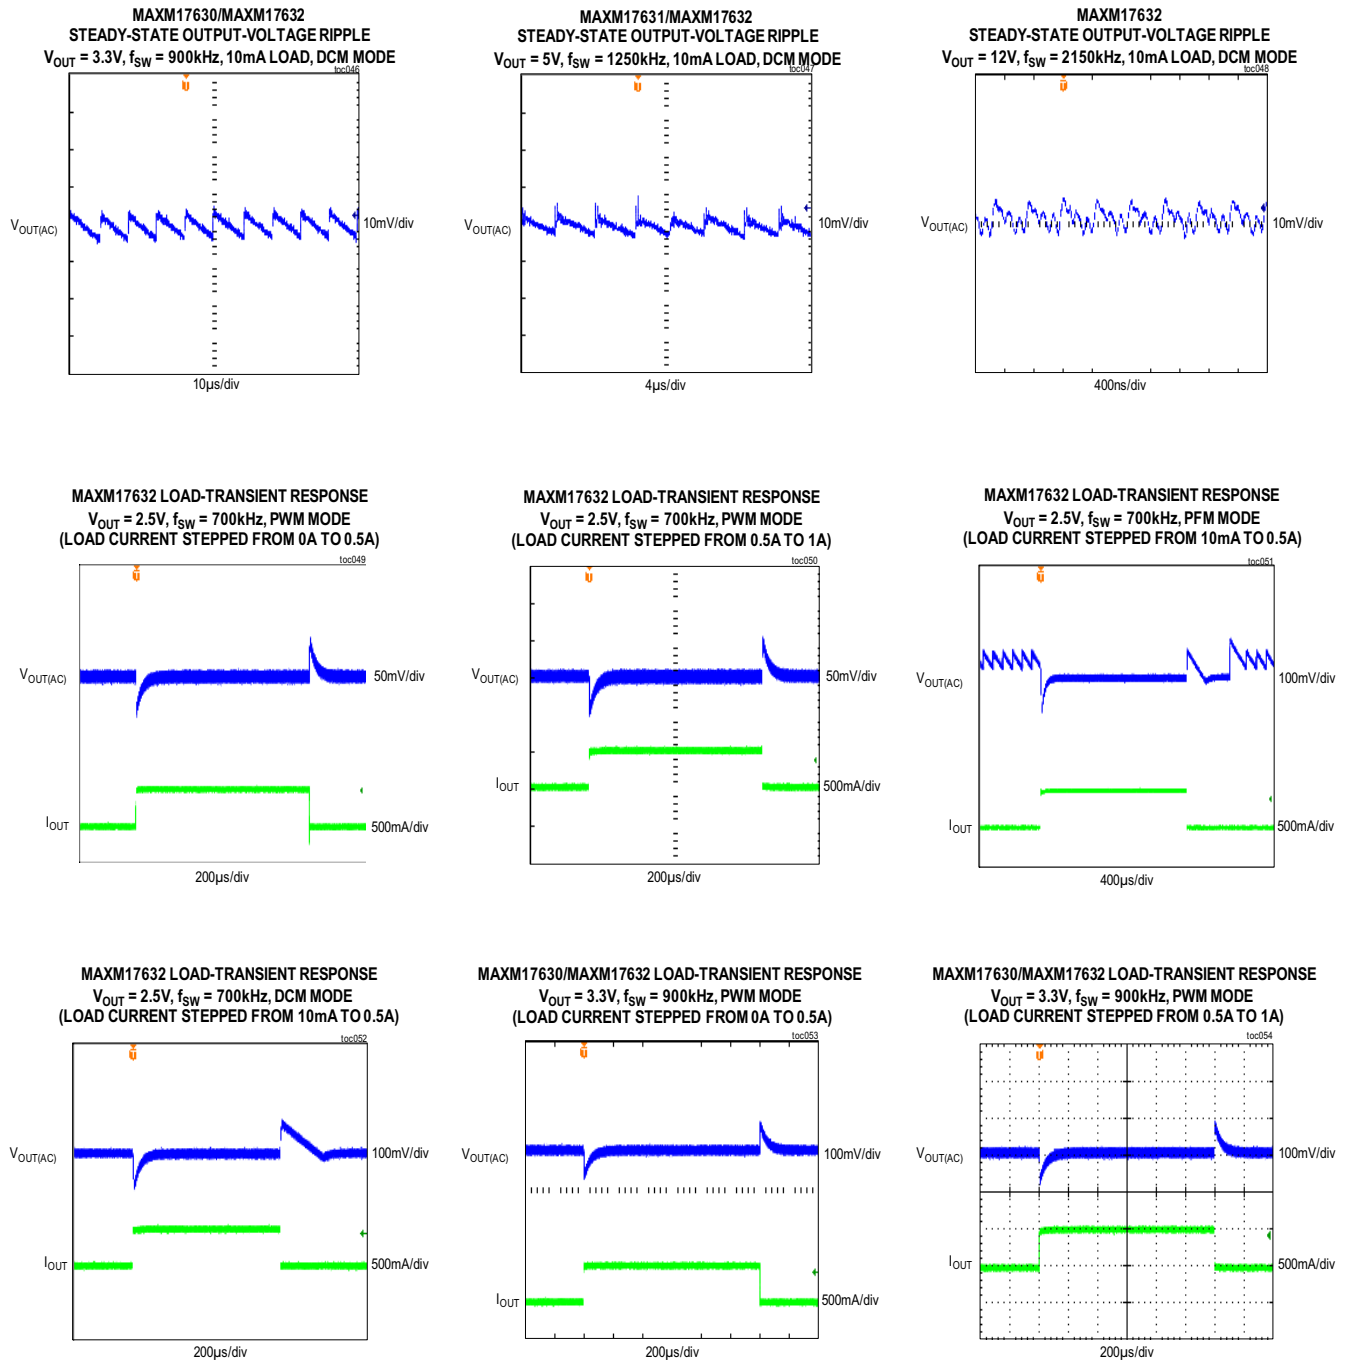 MAXM17630/MAXM17632
STEADY-STATE OUTPUT-VOLTAGE RIPPLE
VOUT = 3.3V, fSW = 900kHz, 10mA LOAD, DCM MODE
toc046
T
VOUT(AC)
10mV/div
10µs/div
MAXM17631/MAXM17632
STEADY-STATE OUTPUT-VOLTAGE RIPPLE
VOUT = 5V, fSW = 1250kHz, 10mA LOAD, DCM MODE
toc047
T
VOUT(AC)
10mV/div
4µs/div
MAXM17632
STEADY-STATE OUTPUT-VOLTAGE RIPPLE
VOUT = 12V, fSW = 2150kHz, 10mA LOAD, DCM MODE
toc048
T
VOUT(AC)
10mV/div
400ns/div
MAXM17632 LOAD-TRANSIENT RESPONSE
VOUT = 2.5V, fSW = 700kHz, PWM MODE
(LOAD CURRENT STEPPED FROM 0A TO 0.5A)
toc049
T
VOUT(AC)
50mV/div
IOUT
500mA/div
200µs/div
MAXM17632 LOAD-TRANSIENT RESPONSE
VOUT = 2.5V, fSW = 700kHz, PWM MODE
(LOAD CURRENT STEPPED FROM 0.5A TO 1A)
toc050
T
VOUT(AC)
50mV/div
IOUT
500mA/div
200µs/div
MAXM17632 LOAD-TRANSIENT RESPONSE
VOUT = 2.5V, fSW = 700kHz, PFM MODE
(LOAD CURRENT STEPPED FROM 10mA TO 0.5A)
toc051
T
VOUT(AC)
100mV/div
IOUT
500mA/div
400µs/div
MAXM17632 LOAD-TRANSIENT RESPONSE
VOUT = 2.5V, fSW = 700kHz, DCM MODE
(LOAD CURRENT STEPPED FROM 10mA TO 0.5A)
toc052
T
VOUT(AC)
100mV/div
IOUT
500mA/div
200µs/div
MAXM17630/MAXM17632 LOAD-TRANSIENT RESPONSE
VOUT = 3.3V, fSW = 900kHz, PWM MODE
(LOAD CURRENT STEPPED FROM 0A TO 0.5A)
toc053
T
VOUT(AC)
100mV/div
IOUT
500mA/div
200µs/div
MAXM17630/MAXM17632 LOAD-TRANSIENT RESPONSE
VOUT = 3.3V, fSW = 900kHz, PWM MODE
(LOAD CURRENT STEPPED FROM 0.5A TO 1A)
toc054
T
VOUT(AC)
100mV/div
IOUT
500mA/div
200µs/div